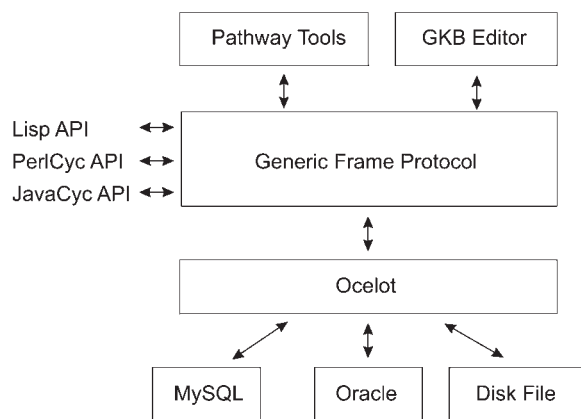 Pathway Tools
GKB Editor
Lisp API
PerlCyc API
JavaCyc API
Generic Frame Protocol
Ocelot
MySQL
Oracle
Disk File